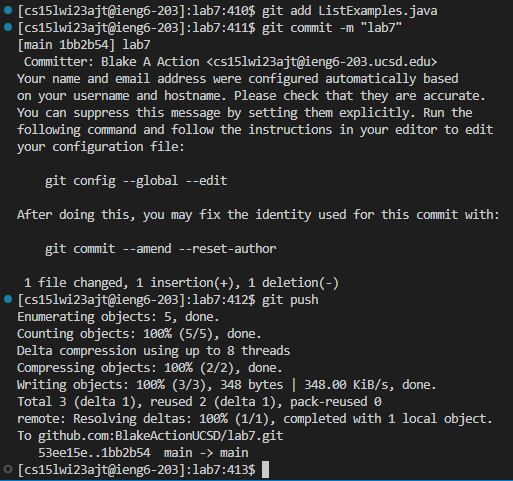 [cs15lwi23ajt@ieng6-203]:lab7:410$ git add ListExamples.java
[cs15lwi23ajt@ieng6-203]:lab7:411$ git commit -m "lab7"
[main 1bb2b54] lab7
 Committer: Blake A Action <cs15lwi23ajt@ieng6-203.ucsd.edu>
Your name and email address were configured automatically based
on your username and hostname. Please check that they are accurate.
You can suppress this message by setting them explicitly. Run the
following command and follow the instructions in your editor to edit
your configuration file:

    git config --global --edit

After doing this, you may fix the identity used for this commit with:

    git commit --amend --reset-author

 1 file changed, 1 insertion(+), 1 deletion(-)
[cs15lwi23ajt@ieng6-203]:lab7:412$ git push
Enumerating objects: 5, done.
Counting objects: 100% (5/5), done.
Delta compression using up to 8 threads
Compressing objects: 100% (2/2), done.
Writing objects: 100% (3/3), 348 bytes | 348.00 KiB/s, done.
Total 3 (delta 1), reused 2 (delta 1), pack-reused 0
remote: Resolving deltas: 100% (1/1), completed with 1 local object.
To github.com:BlakeActionUCSD/lab7.git
   53ee15e..1bb2b54  main -> main
[cs15lwi23ajt@ieng6-203]:lab7:413$